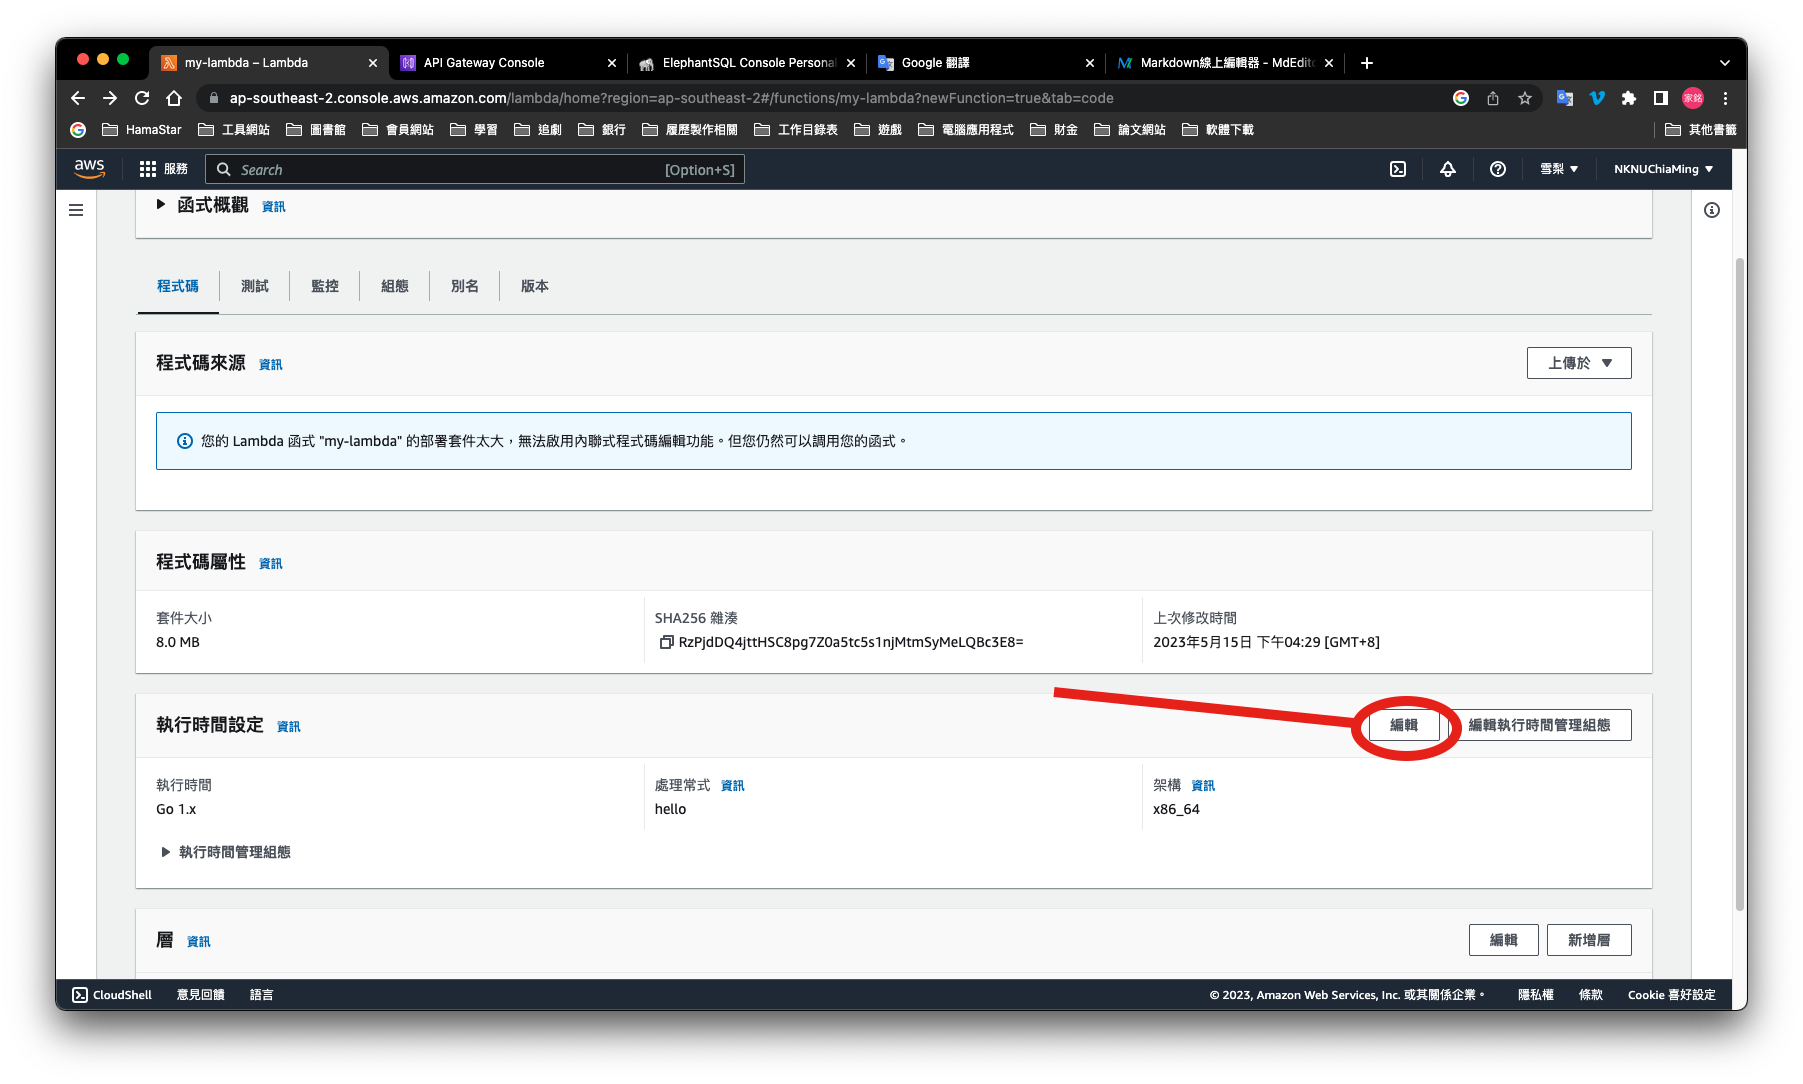 my-lambda – Lambda
API Gateway Console
ElephantSQL Console Personal
Google 翻譯
Markdown線上編輯器 - MdEdito
ap-southeast-2.console.aws.amazon.com/lambda/home?region=ap-southeast-2#/functions/my-lambda?newFunction=true&tab=code
家銘
HamaStar 工具網站 圖書館 會員網站 學習 追劇 銀行 履歷製作相關 工作目錄表 遊戲 電腦應用程式 財金 論文網站 軟體下載 其他書籤
aws 服務 Search [Option+S] 雪梨 ▼ NKNUChiaMing ▼
▶ 函式概觀 資訊
程式碼 測試 監控 組態 別名 版本
程式碼來源 資訊 上傳於 ▼
您的 Lambda 函式 "my-lambda" 的部署套件太大，無法啟用內聯式程式碼編輯功能。但您仍然可以調用您的函式。
程式碼屬性 資訊
套件大小 SHA256 雜湊 上次修改時間
8.0 MB RzPjdDQ4jttHSC8pg7Z0a5tc5s1njMtmSyMeLQBc3E8= 2023年5月15日 下午04:29 [GMT+8]
執行時間設定 資訊 編輯 編輯執行時間管理組態
執行時間 處理常式 資訊 架構 資訊
Go 1.x hello x86_64
▶ 執行時間管理組態
層 資訊 編輯 新增層
CloudShell 意見回饋 語言 © 2023, Amazon Web Services, Inc. 或其關係企業。 隱私權 條款 Cookie 喜好設定